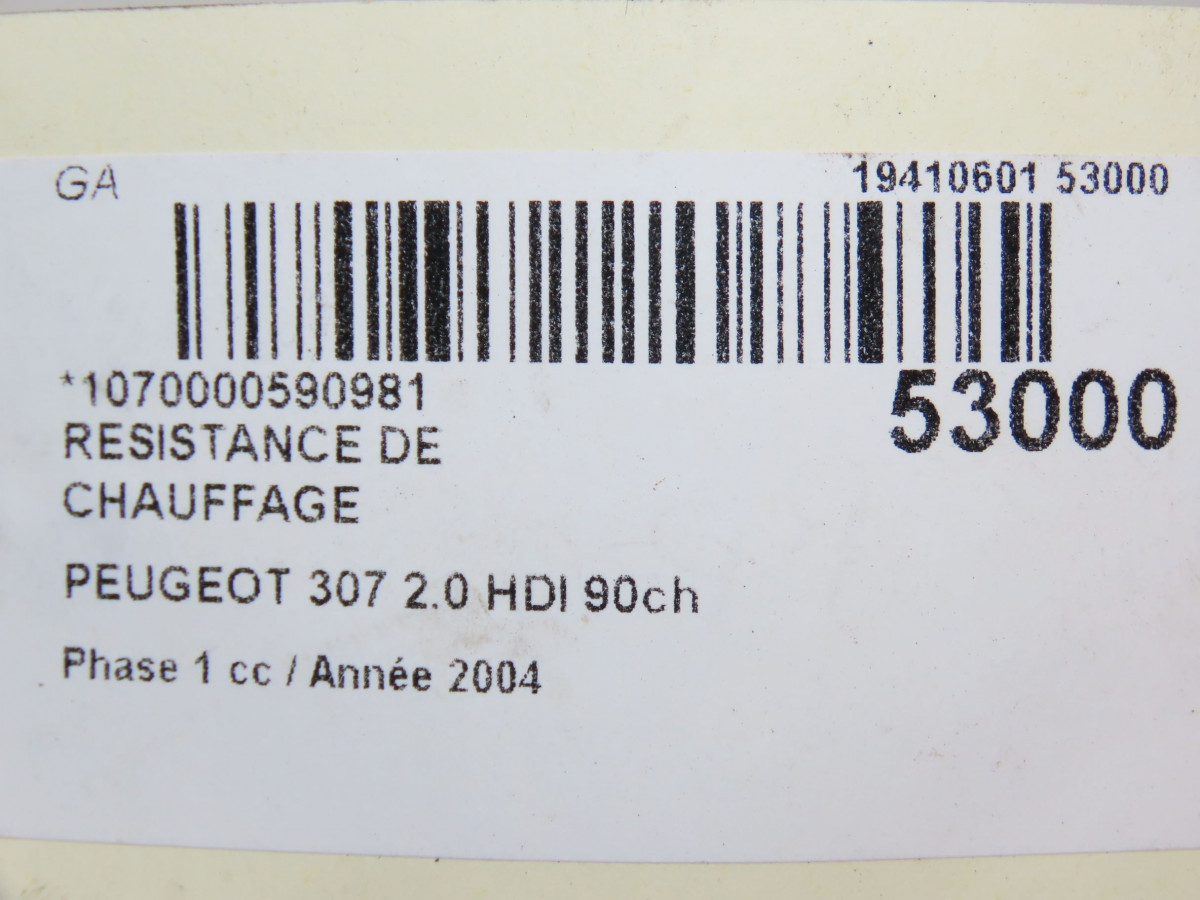 GA 19410601 53000
*1070000590981
53000
RESISTANCE DE
CHAUFFAGE
PEUGEOT 307 2.0 HDI 90ch
Phase 1 cc / Année 2004